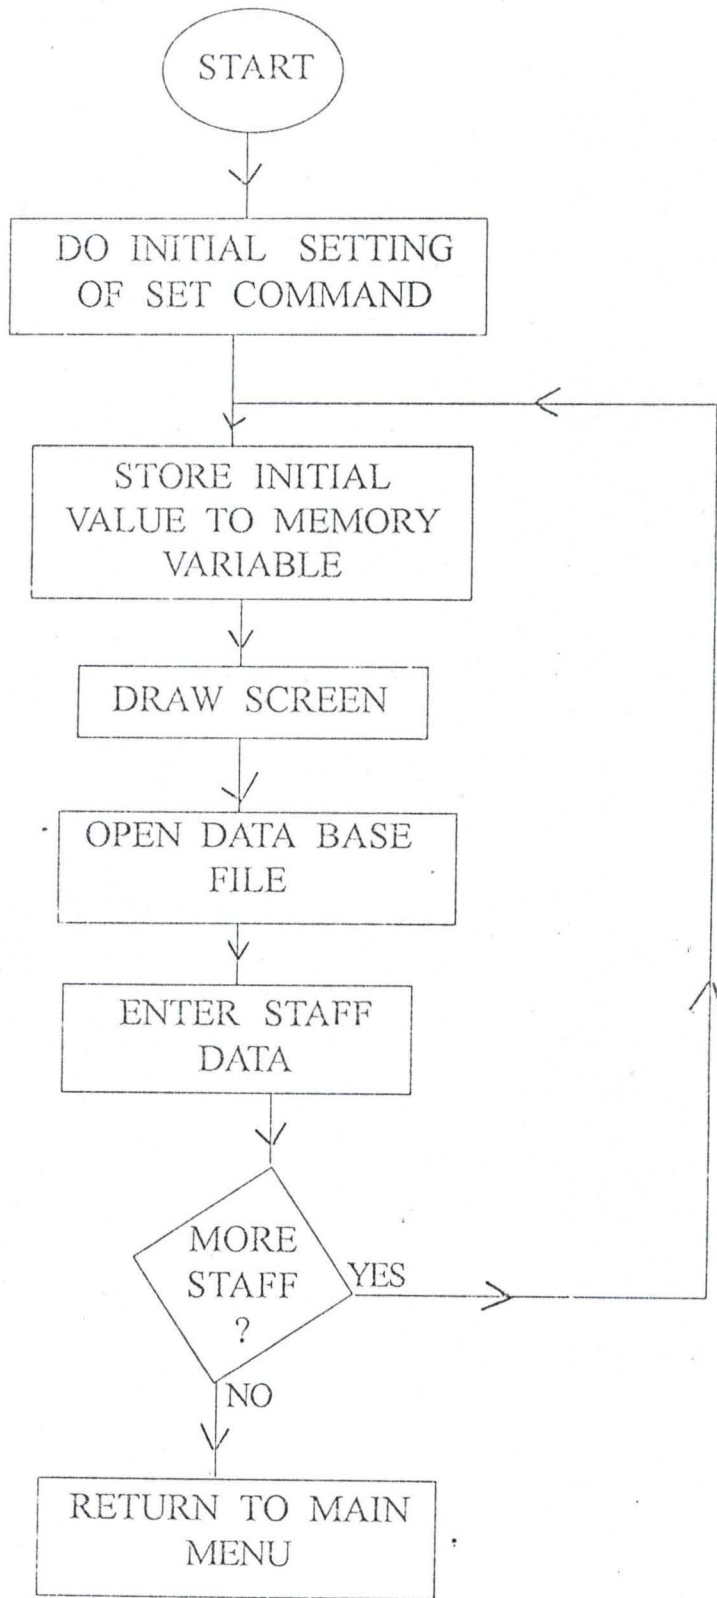 START
DO INITIAL SETTING
OF SET COMMAND
STORE INITIAL
VALUE TO MEMORY
VARIABLE
DRAW SCREEN
OPEN DATA BASE
FILE
ENTER STAFF
DATA
MORE
STAFF
?
YES
NO
RETURN TO MAIN
MENU